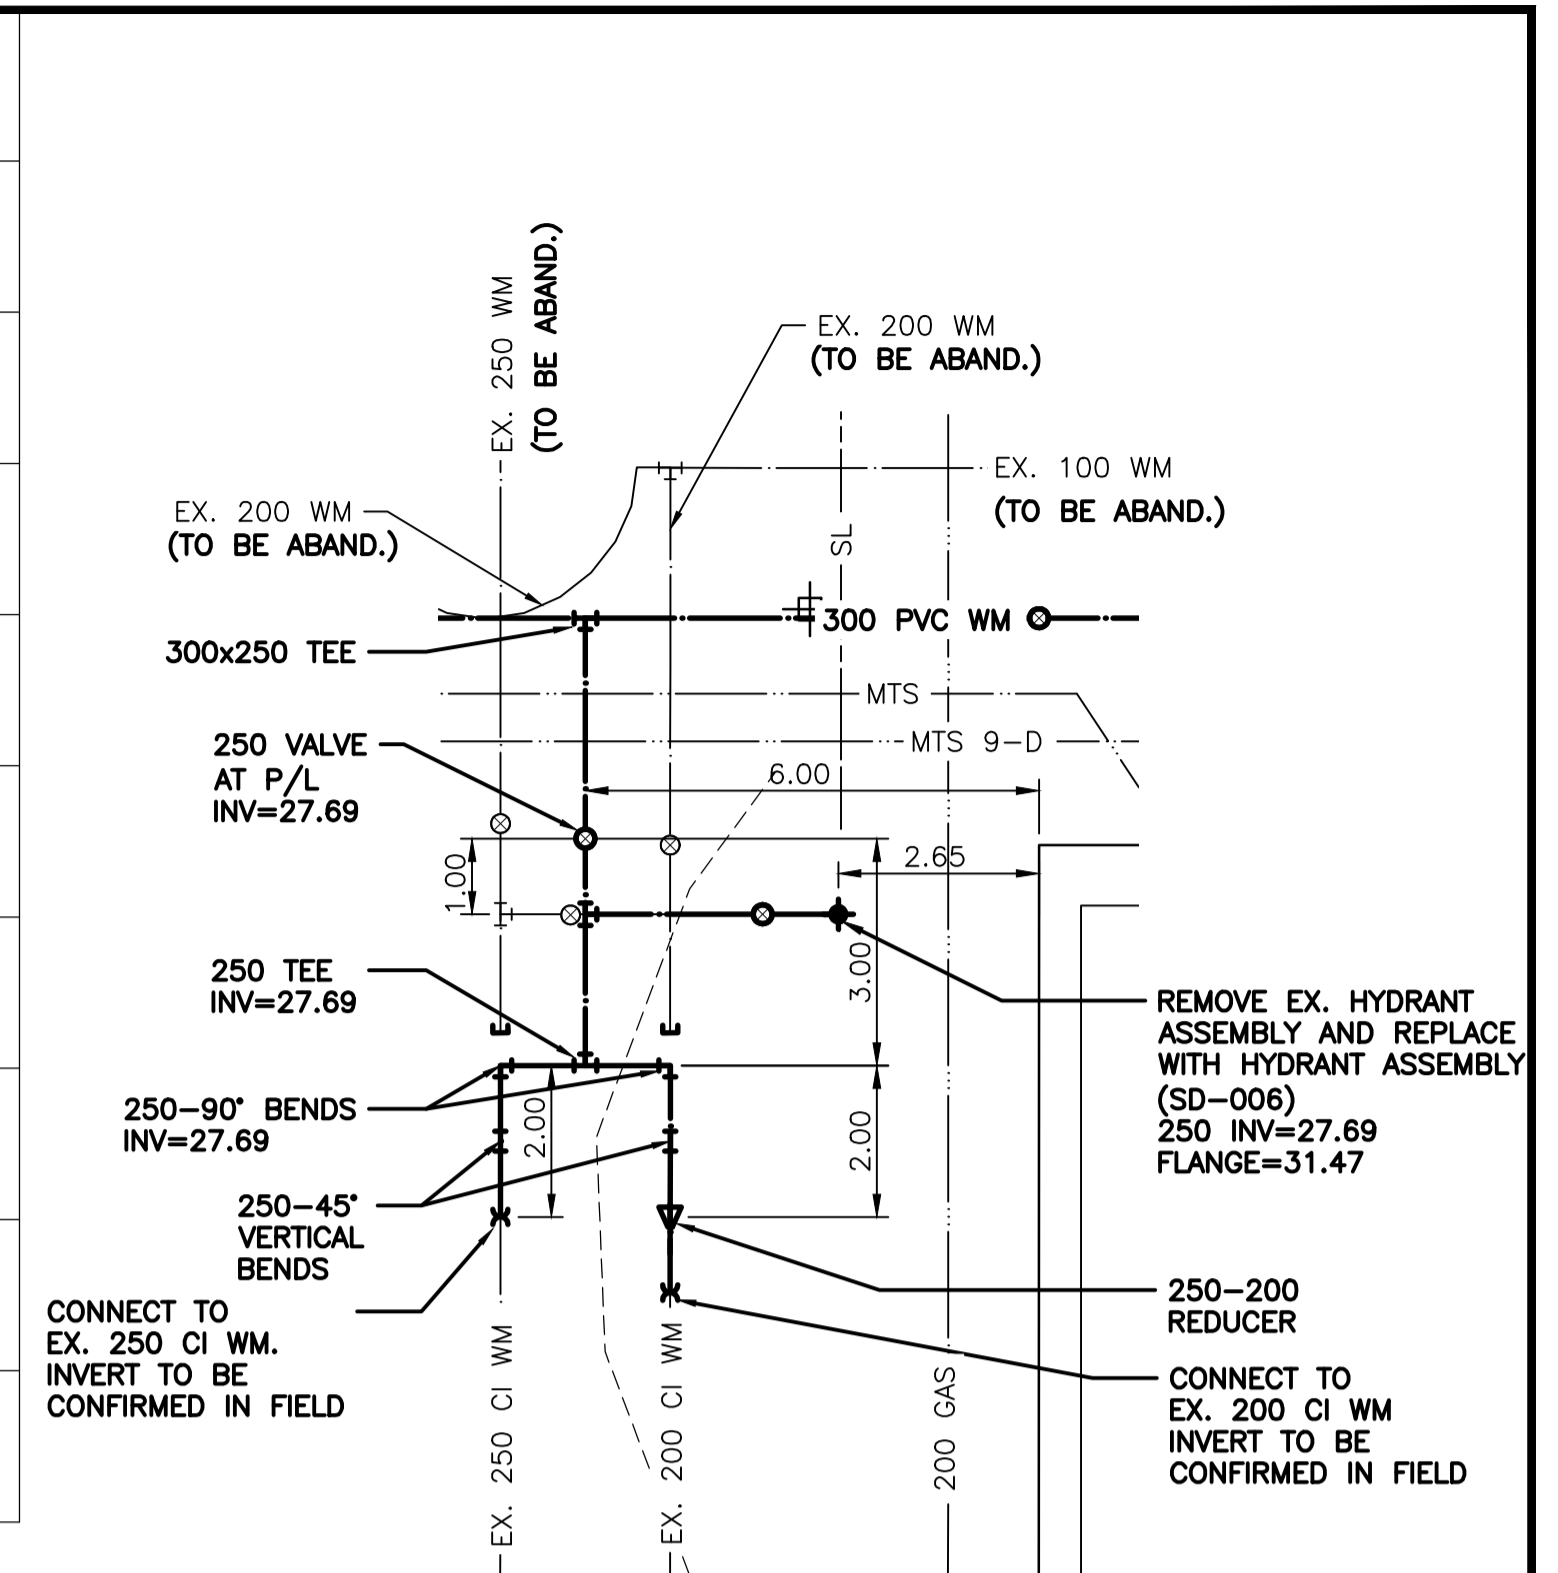 EX. 250 WM
(TO BE ABAND.)
EX. 200 WM
(TO BE ABAND.)
EX. 100 WM
(TO BE ABAND.)
EX. 200 WM
(TO BE ABAND.)
SL
300 PVC WM
300x250 TEE
MTS
MTS 9-D
250 VALVE
AT P/L
INV=27.69
6.00
2.65
1.00
3.00
250 TEE
INV=27.69
REMOVE EX. HYDRANT
ASSEMBLY AND REPLACE
WITH HYDRANT ASSEMBLY
(SD-006)
250 INV=27.69
FLANGE=31.47
250-90° BENDS
INV=27.69
2.00
2.00
250-45°
VERTICAL
BENDS
CONNECT TO
EX. 250 CI WM.
INVERT TO BE
CONFIRMED IN FIELD
250-200
REDUCER
CONNECT TO
EX. 200 CI WM
INVERT TO BE
CONFIRMED IN FIELD
EX. 250 CI WM
EX. 200 CI WM
200 GAS